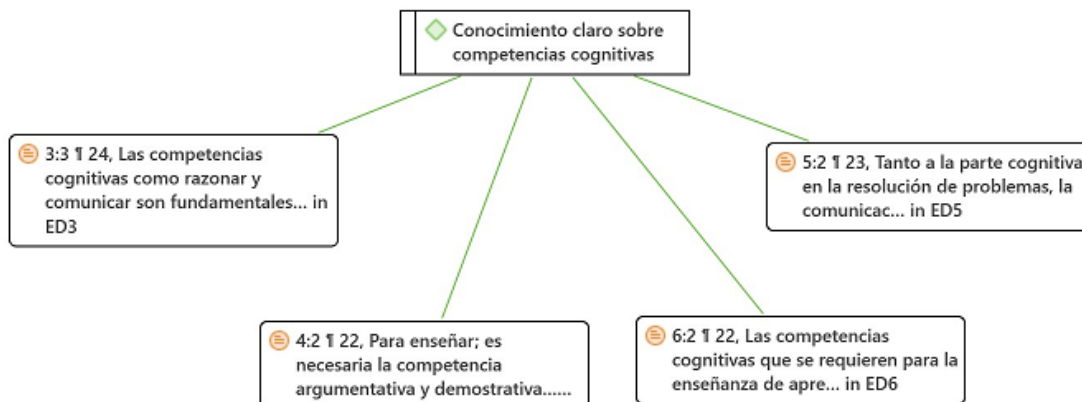 Conocimiento claro sobre
competencias cognitivas
3:3 ¶ 24, Las competencias
cognitivas como razonar y
comunicar son fundamentales... in
ED3
5:2 ¶ 23, Tanto a la parte cognitiva
en la resolución de problemas, la
comunicac... in ED5
4:2 ¶ 22, Para enseñar; es
necesaria la competencia
argumentativa y demostrativa......
6:2 ¶ 22, Las competencias
cognitivas que se requieren para la
enseñanza de apre... in ED6